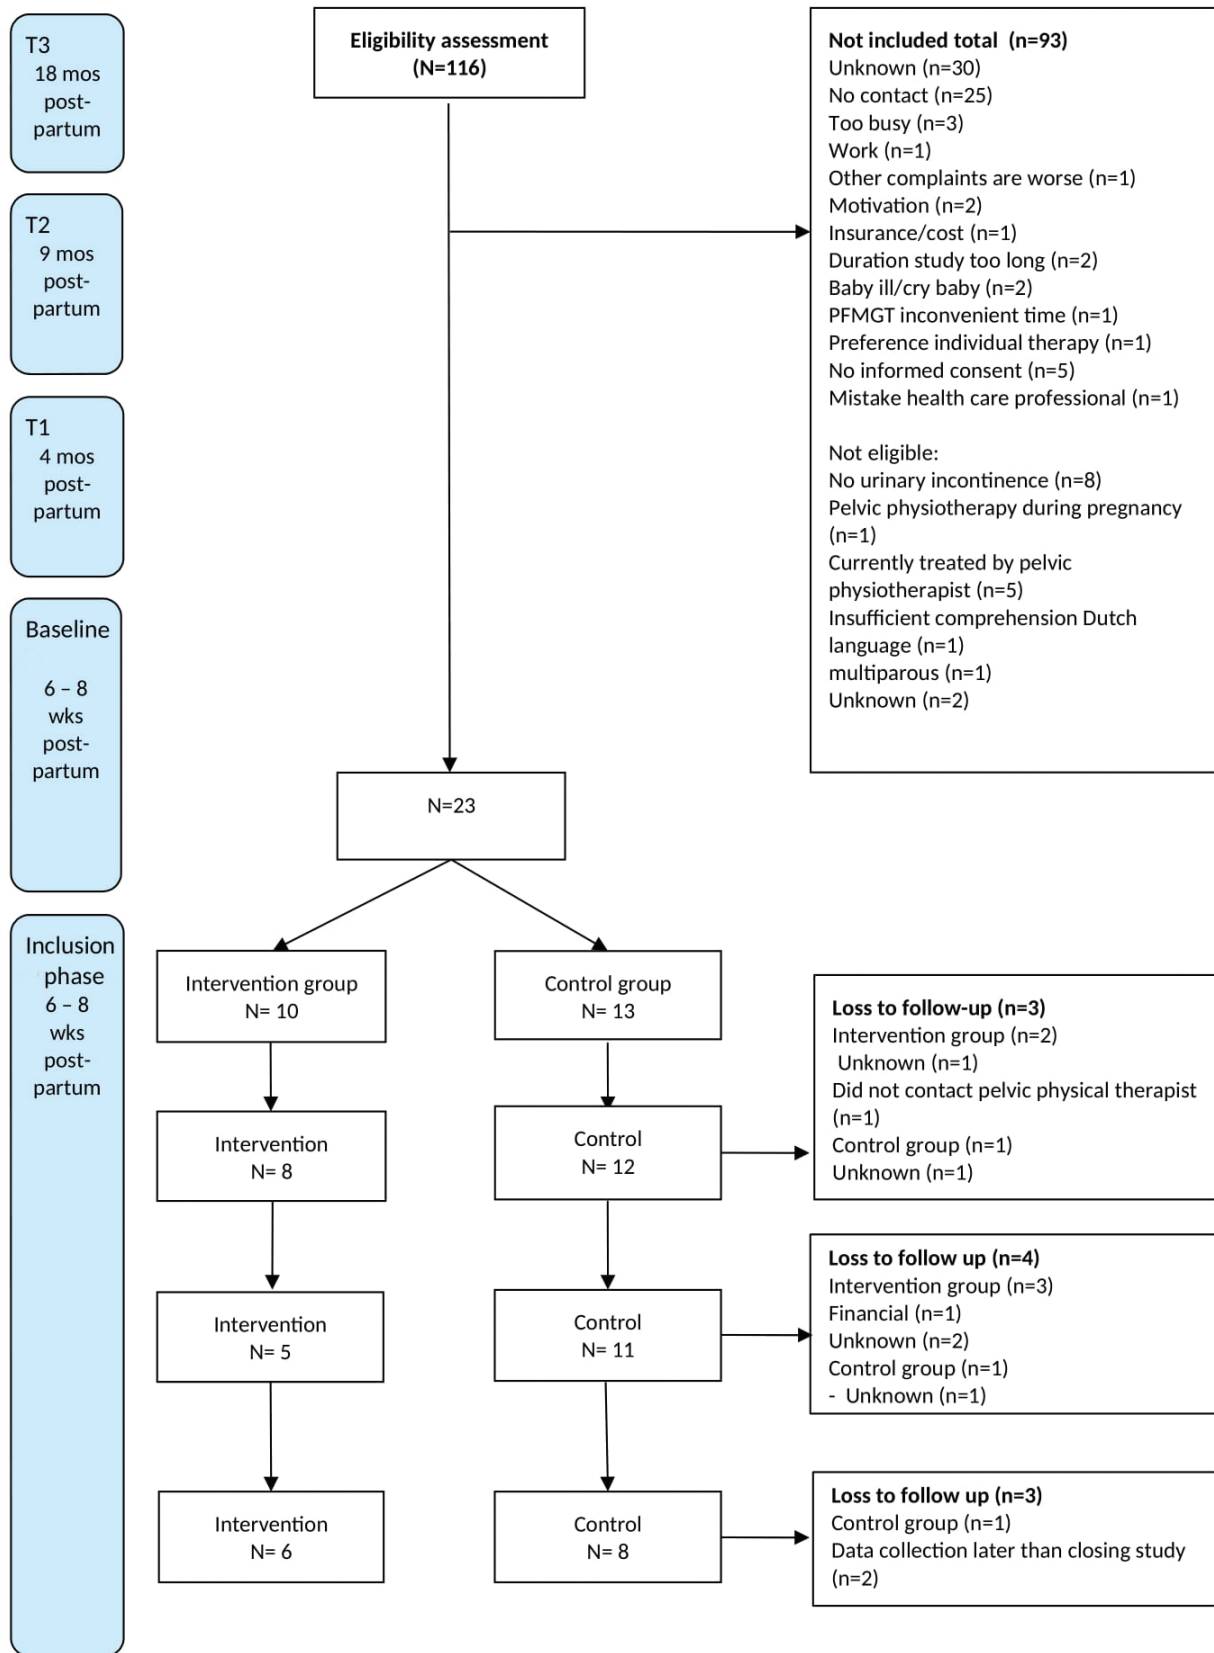 T3
18 mos
post-
partum
T2
9 mos
post-
partum
T1
4 mos
post-
partum
Baseline
6 – 8
wks
post-
partum
Inclusion
phase
6 – 8
wks
post-
partum
Eligibility assessment
(N=116)
Not included total (n=93)
Unknown (n=30)
No contact (n=25)
Too busy (n=3)
Work (n=1)
Other complaints are worse (n=1)
Motivation (n=2)
Insurance/cost (n=1)
Duration study too long (n=2)
Baby ill/cry baby (n=2)
PFMGT inconvenient time (n=1)
Preference individual therapy (n=1)
No informed consent (n=5)
Mistake health care professional (n=1)
Not eligible:
No urinary incontinence (n=8)
Pelvic physiotherapy during pregnancy
(n=1)
Currently treated by pelvic
physiotherapist (n=5)
Insufficient comprehension Dutch
language (n=1)
multiparous (n=1)
Unknown (n=2)
N=23
Intervention group
N= 10
Control group
N= 13
Intervention
N= 8
Control
N= 12
Loss to follow-up (n=3)
Intervention group (n=2)
Unknown (n=1)
Did not contact pelvic physical therapist
(n=1)
Control group (n=1)
Unknown (n=1)
Intervention
N= 5
Control
N= 11
Loss to follow up (n=4)
Intervention group (n=3)
Financial (n=1)
Unknown (n=2)
Control group (n=1)
- Unknown (n=1)
Intervention
N= 6
Control
N= 8
Loss to follow up (n=3)
Control group (n=1)
Data collection later than closing study
(n=2)